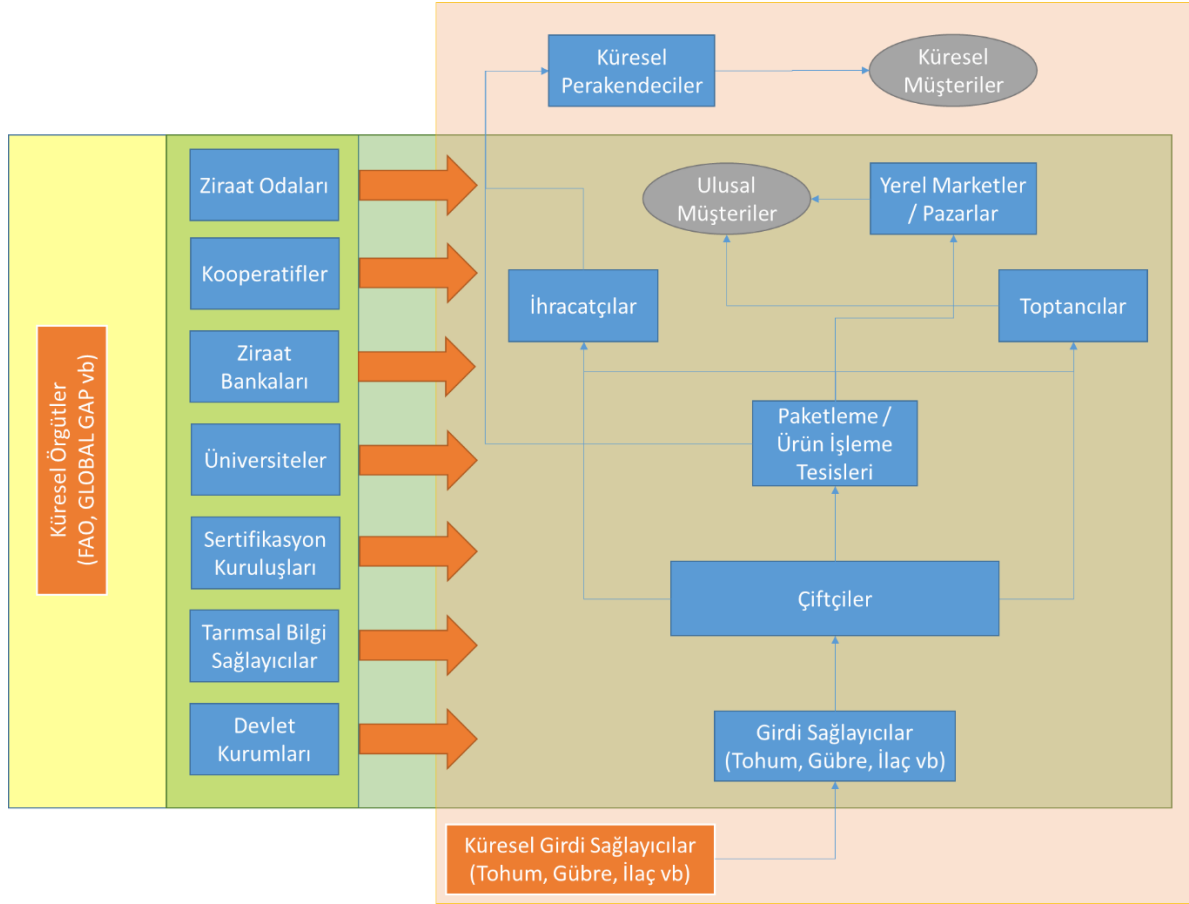 Küresel
Perakendeciler
Küresel
Müşteriler
Küresel Örgütler
(FAO, GLOBAL GAP vb)
Ziraat Odaları
Kooperatifler
Ziraat
Bankaları
Üniversiteler
Sertifikasyon
Kuruluşları
Tarımsal Bilgi
Sağlayıcılar
Devlet
Kurumları
Ulusal
Müşteriler
Yerel Marketler
/ Pazarlar
İhracatçılar
Toptancılar
Paketleme /
Ürün İşleme
Tesisleri
Çiftçiler
Girdi Sağlayıcılar
(Tohum, Gübre, İlaç vb)
Küresel Girdi Sağlayıcılar
(Tohum, Gübre, İlaç vb)